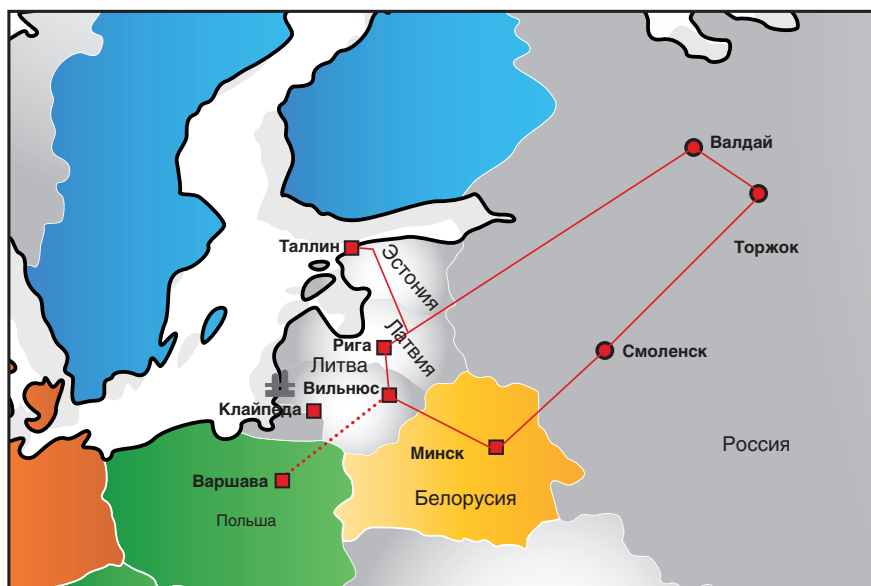 Валдай
Торжок
Таллин
Эстония
Латвия
Рига
Литва
Смоленск
Вильнюс
Клайпеда
Минск
Россия
Варшава
Белорусия
Польша